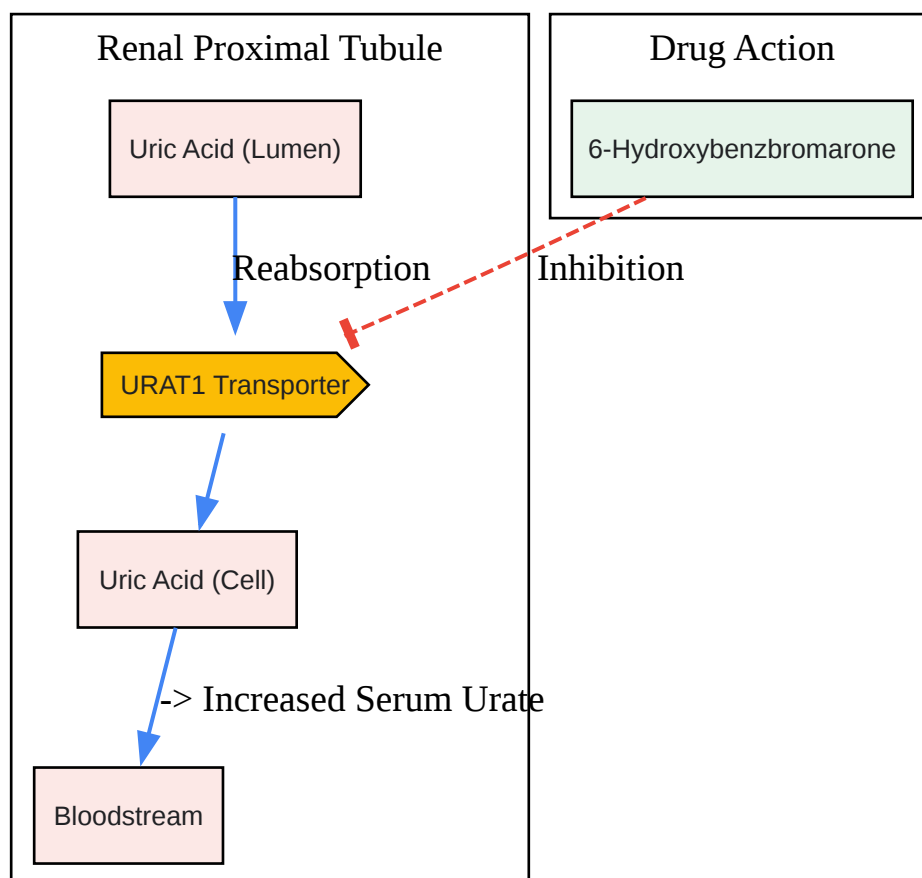 Renal Proximal Tubule
Drug Action
Uric Acid (Lumen)
6-Hydroxybenzbromarone
Reabsorption
Inhibition
URAT1 Transporter
Uric Acid (Cell)
-> Increased Serum Urate
Bloodstream